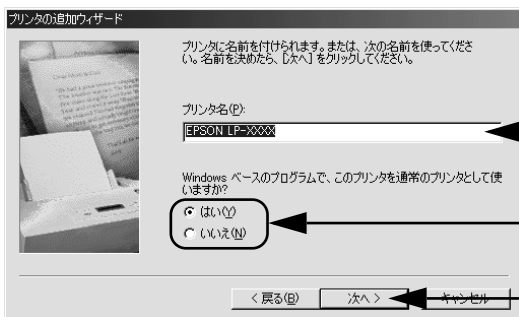 プリンタの追加ウィザード
プリンタに名前を付けられます。または、次の名前を使ってくださ
い。名前を決めたら、[次へ] をクリックしてください。
プリンタ名(P):
EPSON LP-XXXX
Windows ベースのプログラムで、このプリンタを通常のプリンタとして使
いますか?
はい(Y)
いいえ(N)
< 戻る(B)
次へ >
キャンセル